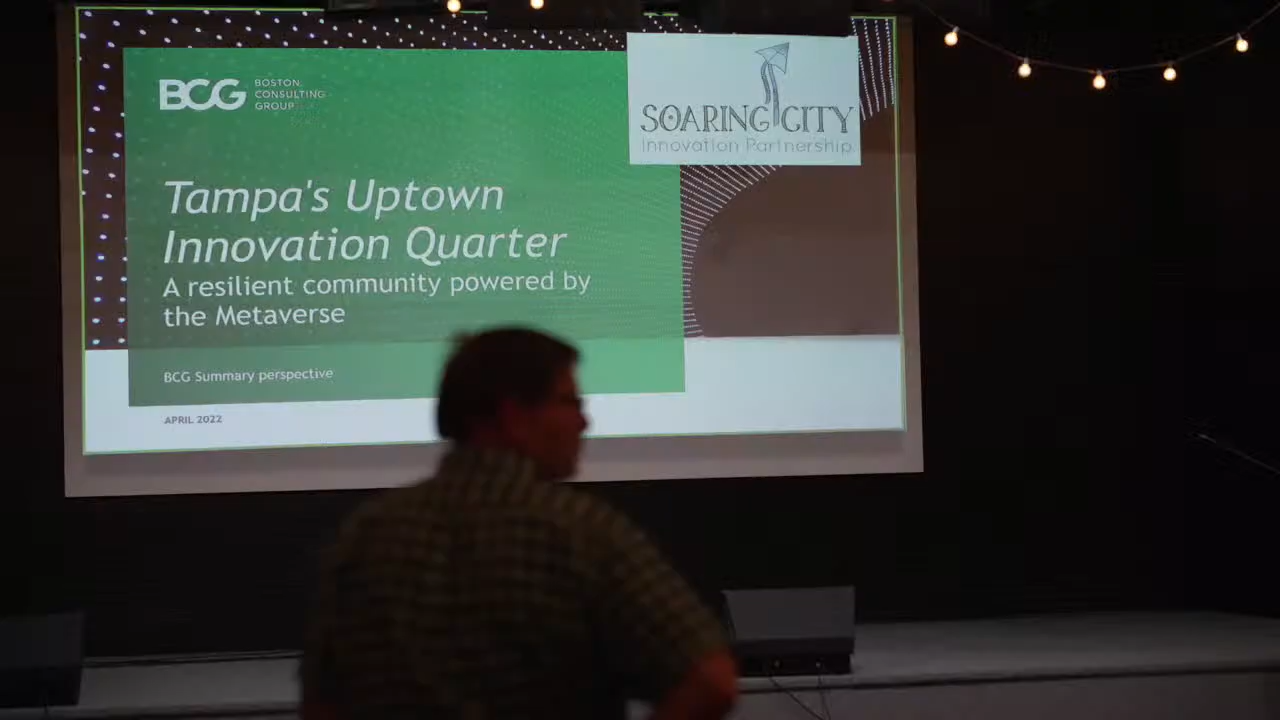 BCG
BOSTON
CONSULTING
GROUP
SOARING CITY
Innovation Partnership
Tampa's Uptown
Innovation Quarter
A resilient community powered by
the Metaverse
BCG Summary perspective
APRIL 2022